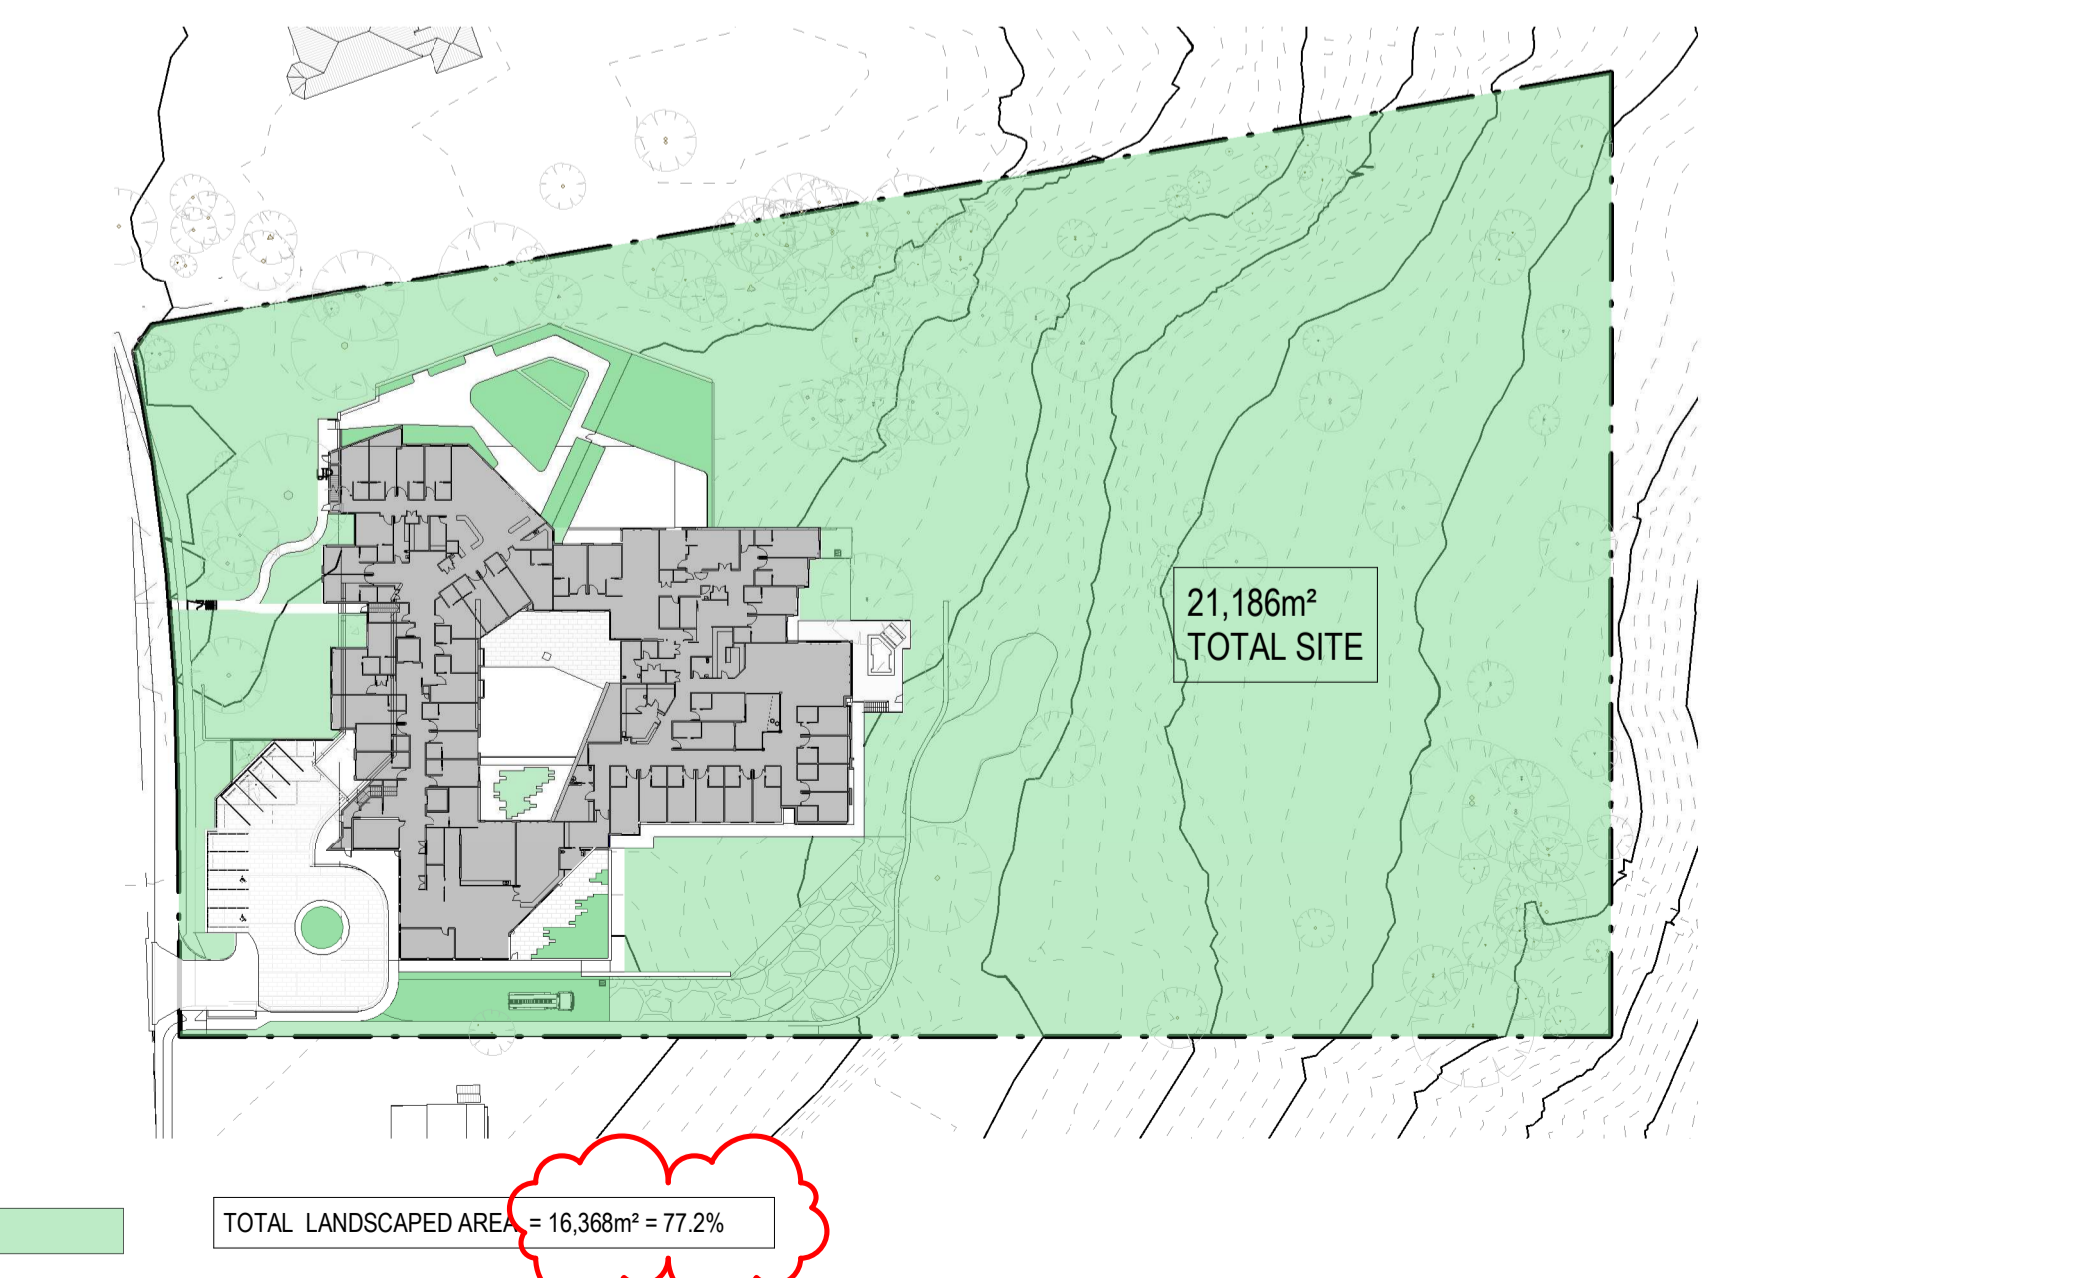 21,186m²
TOTAL SITE
TOTAL LANDSCAPED AREA = 16,368m² = 77.2%